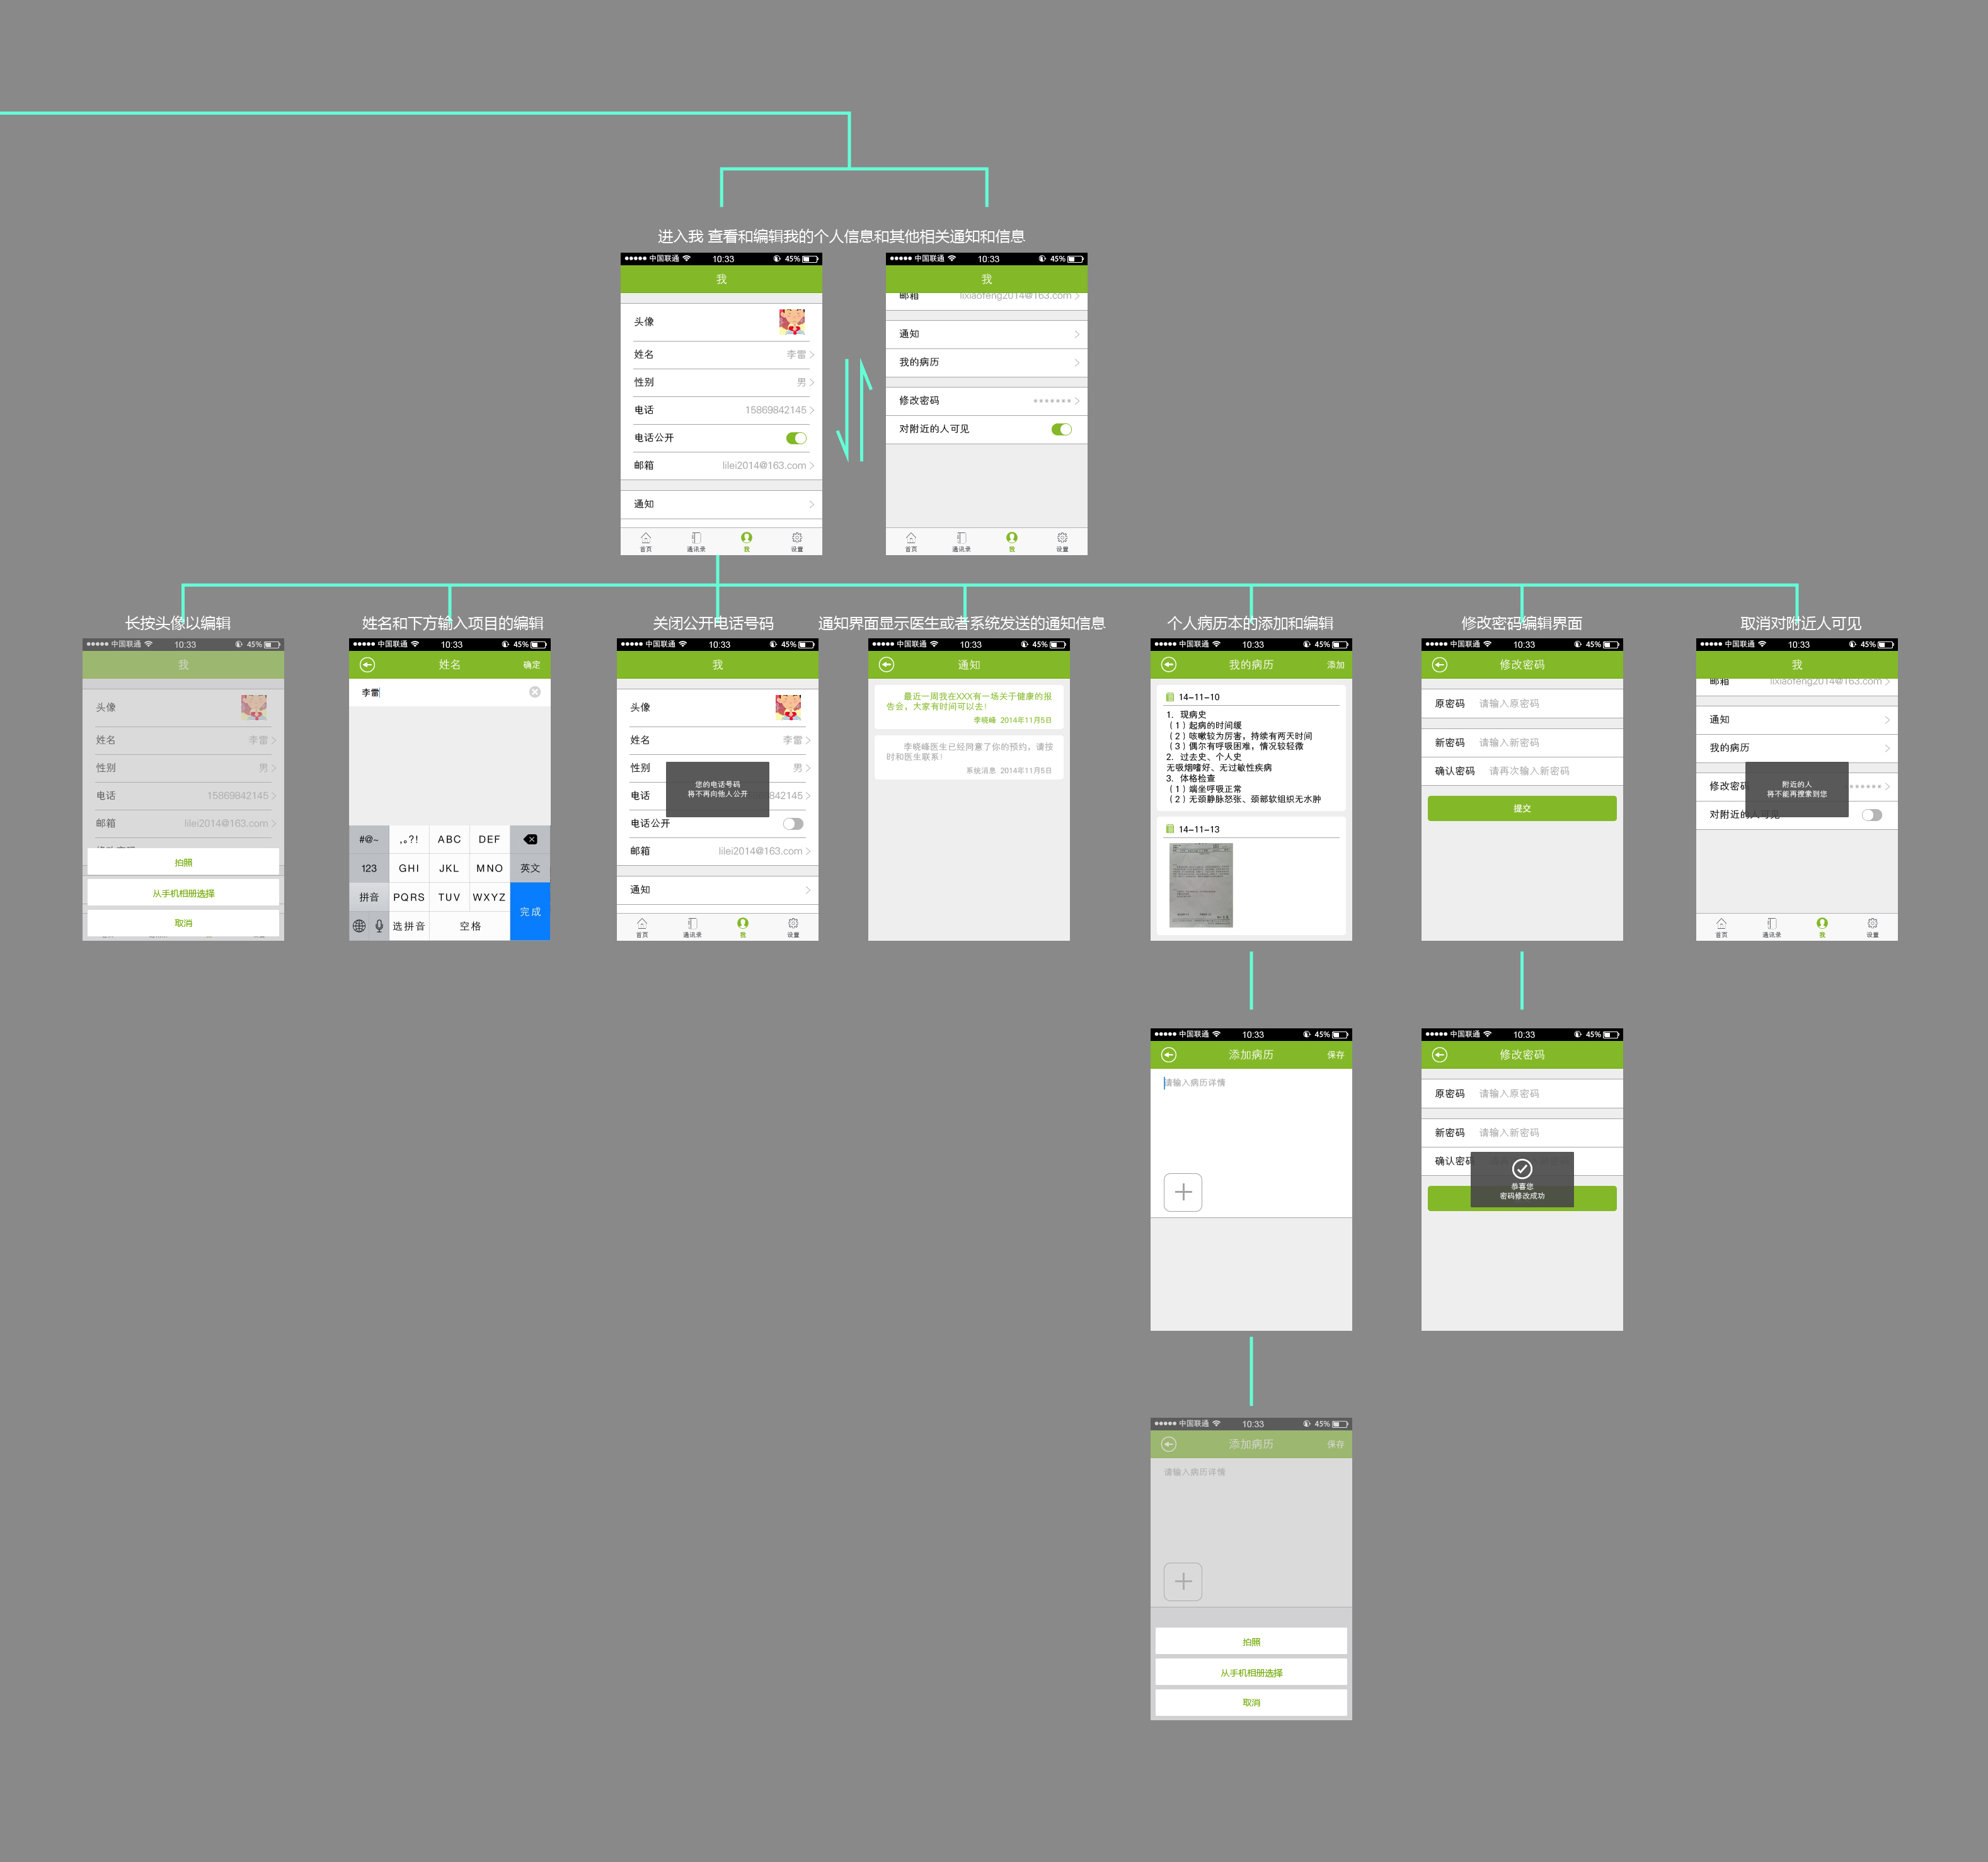 进入我 查看和编辑我的个人信息和其他相关通知和信息
中国联通 10:33 45%
我
头像
姓名 李雷
性别 男
电话 15869842145
电话公开
邮箱 lilei2014@163.com
通知
首页 通讯录 我 设置
中国联通 10:33 45%
我
邮箱 lixiaofeng2014@163.com
通知
我的病历
修改密码
对附近的人可见
首页 通讯录 我 设置
长按头像以编辑
中国联通 10:33 45%
我
头像
姓名 李雷
性别 男
电话 15869842145
邮箱 lilei2014@163.com
拍照
从手机相册选择
取消
姓名和下方输入项目的编辑
中国联通 10:33 45%
姓名 确定
李雷
#@~ ,。?! ABC DEF
123 GHI JKL MNO 英文
拼音 PQRS TUV WXYZ 完成
选拼音 空格
关闭公开电话号码
中国联通 10:33 45%
我
头像
姓名 李雷
性别 男
您的电话号码
将不再向他人公开
电话 842145
电话公开
邮箱 lilei2014@163.com
通知
首页 通讯录 我 设置
通知界面显示医生或者系统发送的通知信息
中国联通 10:33 45%
通知
最近一周我在XXX有一场关于健康的报
告会，大家有时间可以去！
李晓峰 2014年11月5日
李晓峰医生已经同意了你的预约，请按
时和医生联系！
系统消息 2014年11月5日
个人病历本的添加和编辑
中国联通 10:33 45%
我的病历 添加
14-11-10
1. 现病史
（1）起病的时间缓
（2）咳嗽较为厉害，持续有两天时间
（3）偶尔有呼吸困难，情况较轻微
2. 过去史、个人史
无吸烟嗜好、无过敏性疾病
3. 体格检查
（1）端坐呼吸正常
（2）无颈静脉怒张、颈部软组织无水肿
14-11-13
修改密码编辑界面
中国联通 10:33 45%
修改密码
原密码 请输入原密码
新密码 请输入新密码
确认密码 请再次输入新密码
提交
取消对附近人可见
中国联通 10:33 45%
我
邮箱 lixiaofeng2014@163.com
通知
我的病历
修改密码
附近的人
将不能再搜索到您
对附近的人可见
首页 通讯录 我 设置
中国联通 10:33 45%
添加病历 保存
请输入病历详情
中国联通 10:33 45%
修改密码
原密码 请输入原密码
新密码 请输入新密码
确认密码
恭喜您
密码修改成功
中国联通 10:33 45%
添加病历 保存
请输入病历详情
拍照
从手机相册选择
取消